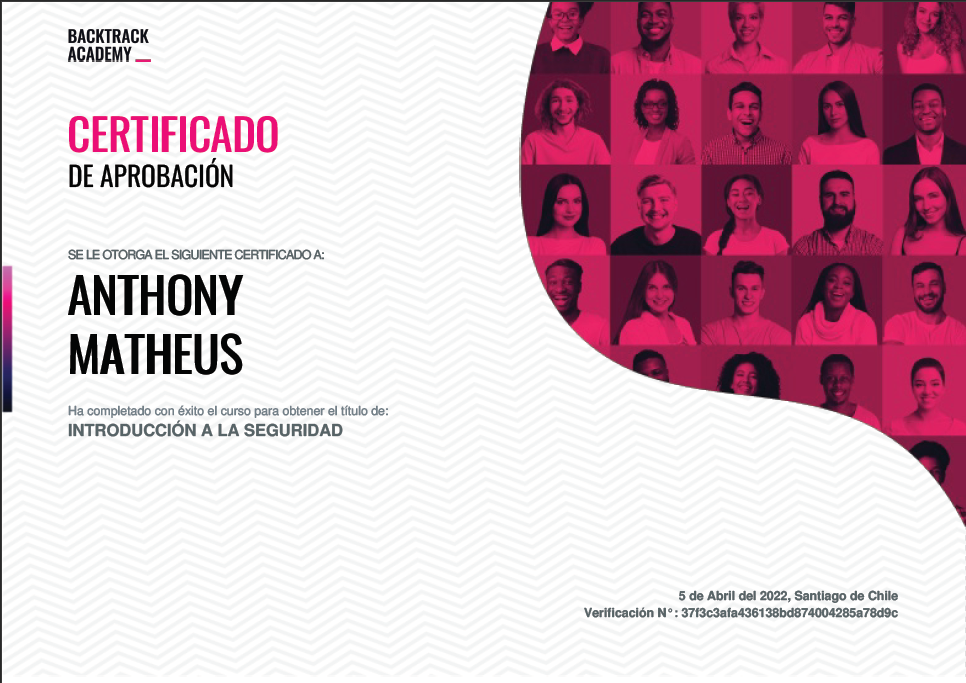 BACKTRACK
ACADEMY
CERTIFICADO
DE APROBACIÓN
SE LE OTORGA EL SIGUIENTE CERTIFICADO A:
ANTHONY
MATHEUS
Ha completado con éxito el curso para obtener el título de:
INTRODUCCIÓN A LA SEGURIDAD
5 de Abril del 2022, Santiago de Chile
Verificación N°: 37f3c3afa436138bd874004285a78d9c